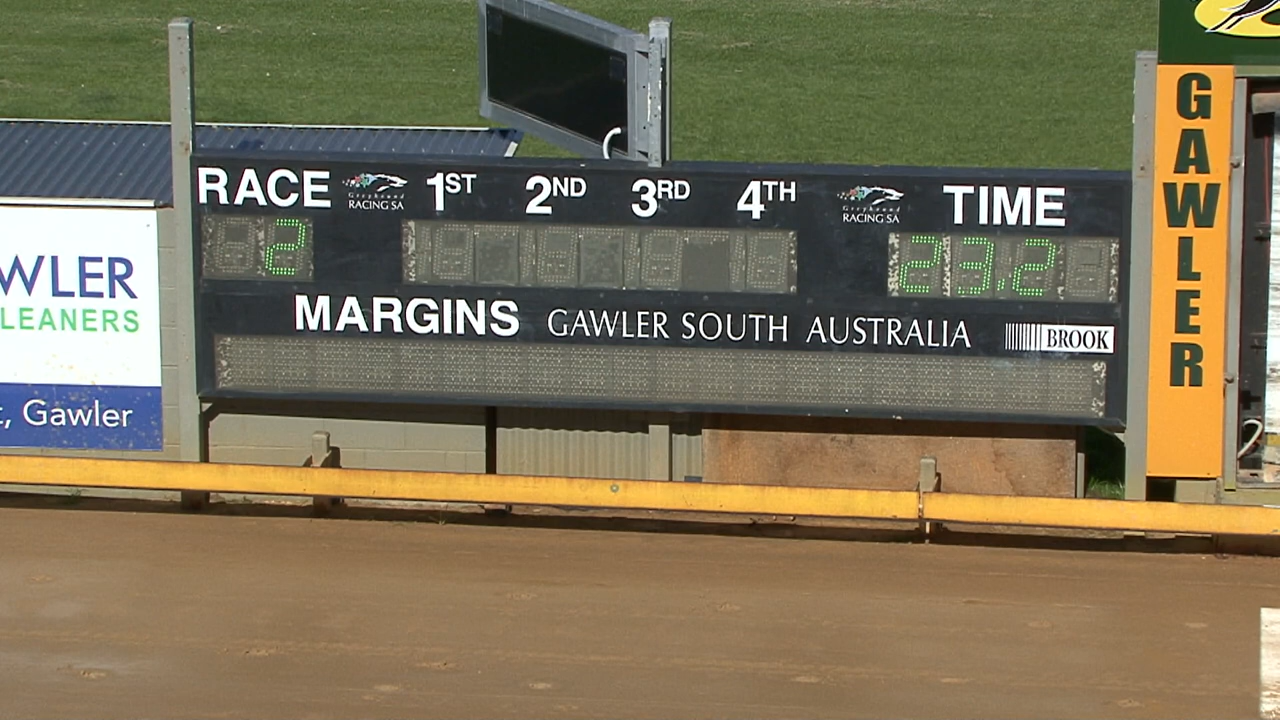 RACE
Greyhound
RACING SA
1ST
2ND
3RD
4TH
Greyhound
RACING SA
TIME
2
23.2
MARGINS
GAWLER SOUTH AUSTRALIA
BROOK
WLER
LEANERS
t, Gawler
GAWLER